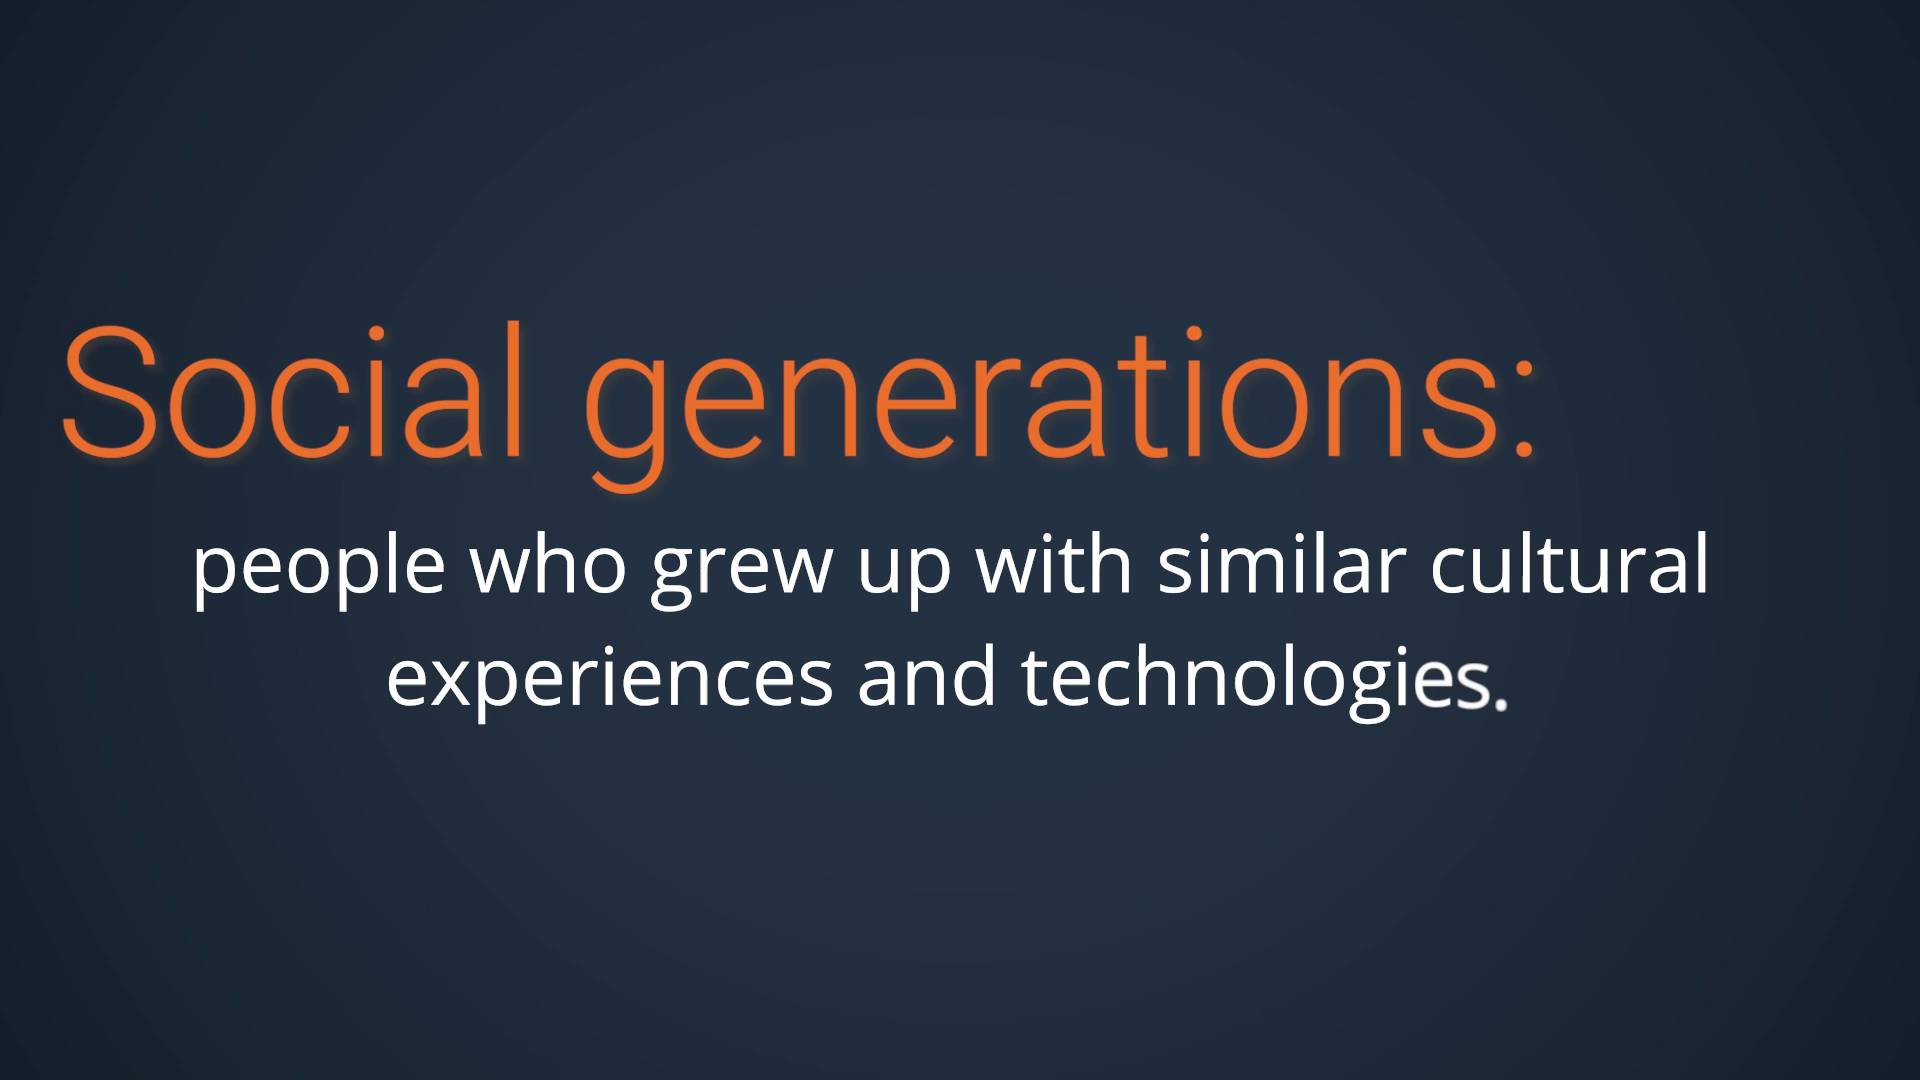 Social generations:
people who grew up with similar cultural
experiences and technologies.